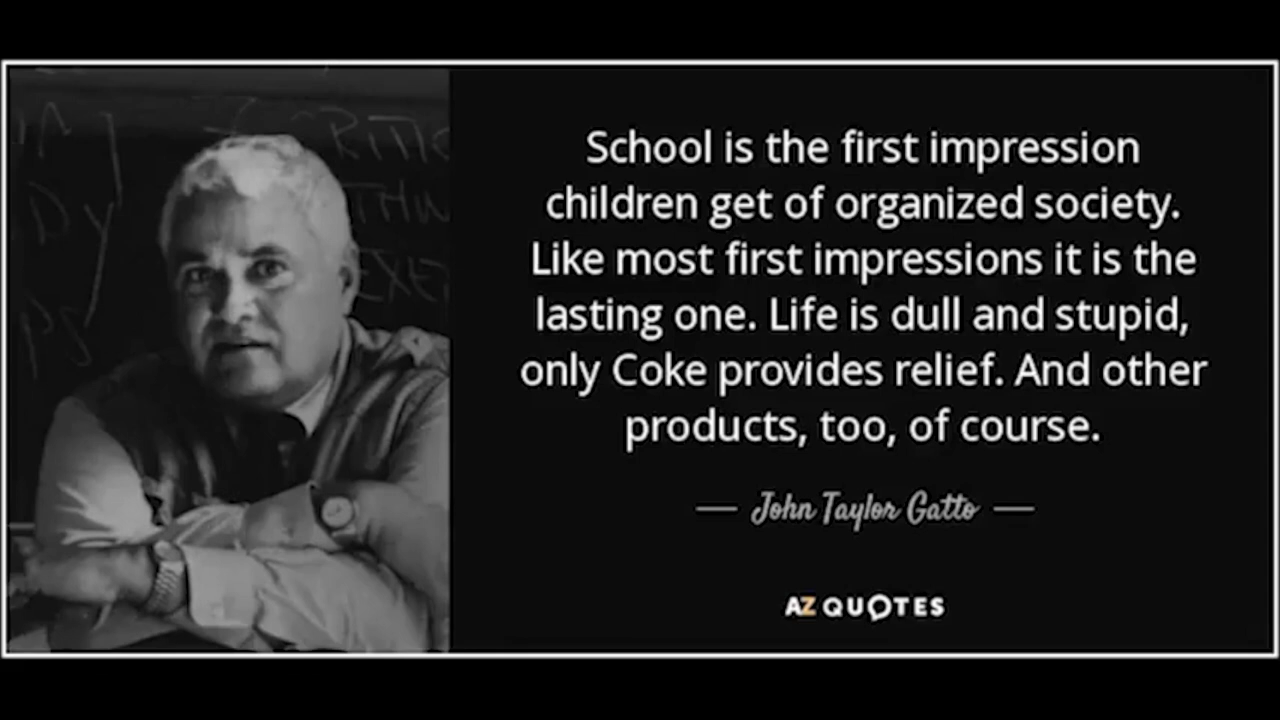 School is the first impression
children get of organized society.
Like most first impressions it is the
lasting one. Life is dull and stupid,
only Coke provides relief. And other
products, too, of course.
John Taylor Gatto
AZ QUOTES